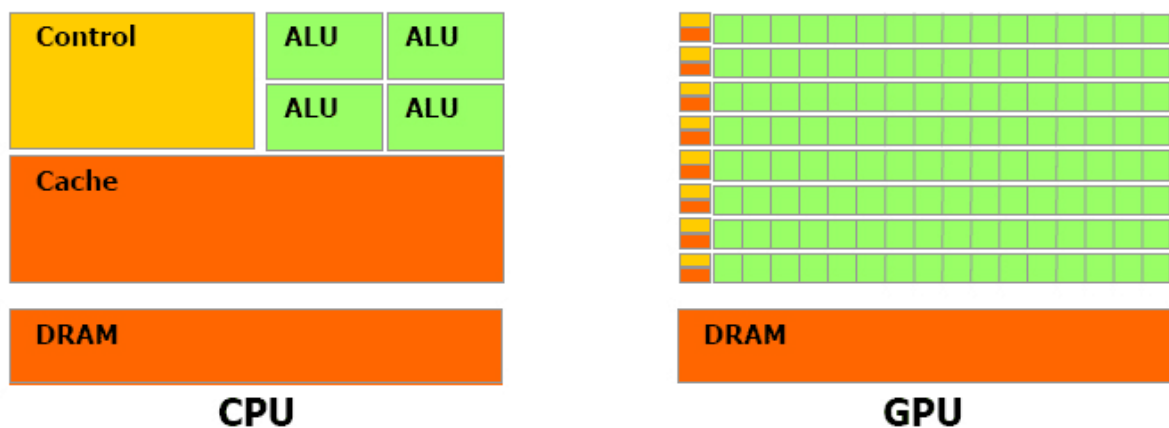 Control
ALU ALU
ALU ALU
Cache
DRAM
CPU
DRAM
GPU